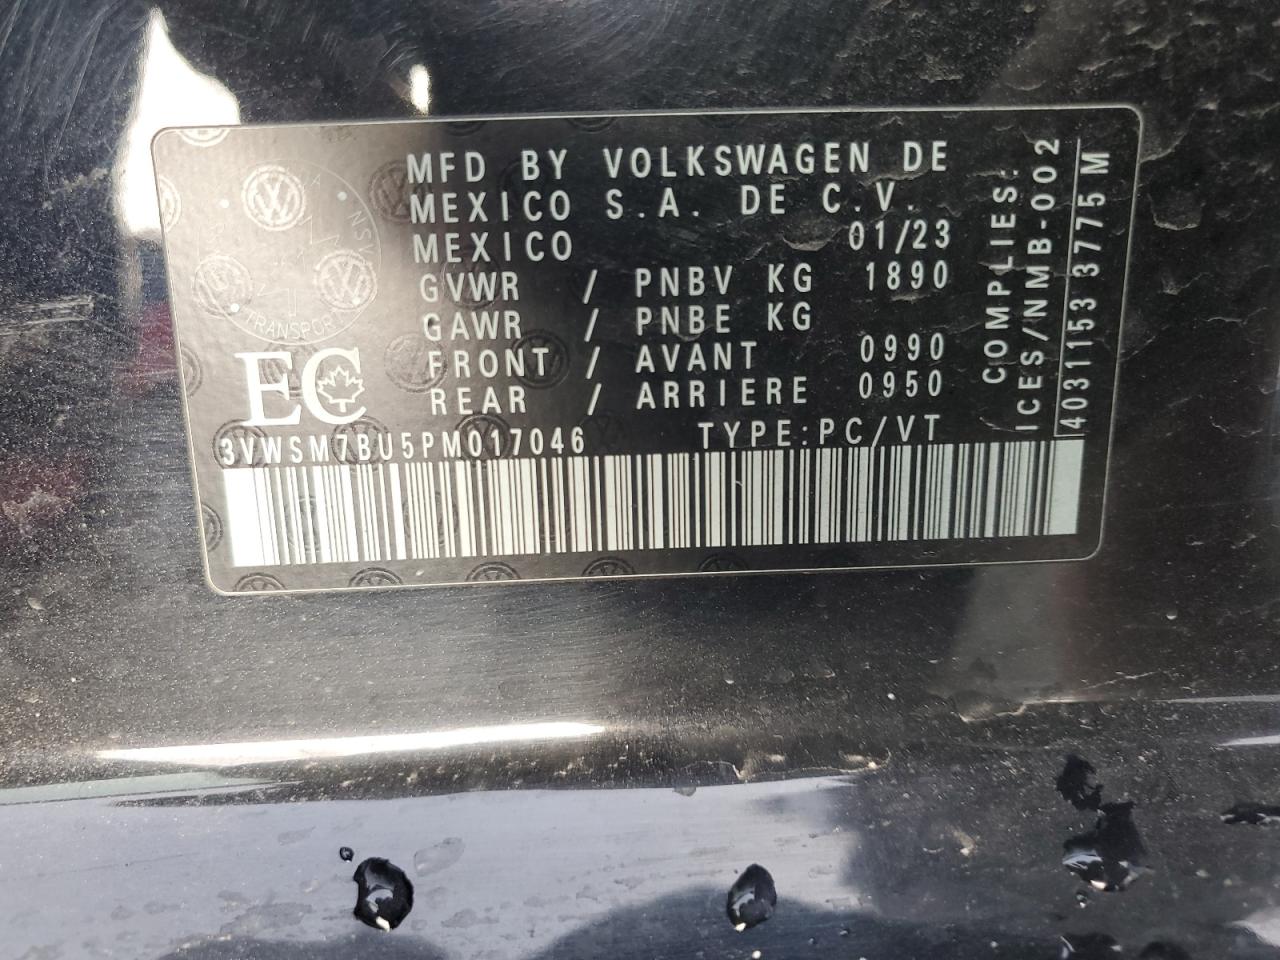 MFD BY VOLKSWAGEN DE
MEXICO S.A. DE C.V.
MEXICO 01/23
GVWR / PNBV KG 1890
GAWR / PNBE KG
FRONT / AVANT 0990
REAR / ARRIERE 0950
TRANSPORT
EC
3VWSM7BU5PM017046 TYPE:PC/VT
COMPLIES:
ICES/NMB-002
4031153 3775 M